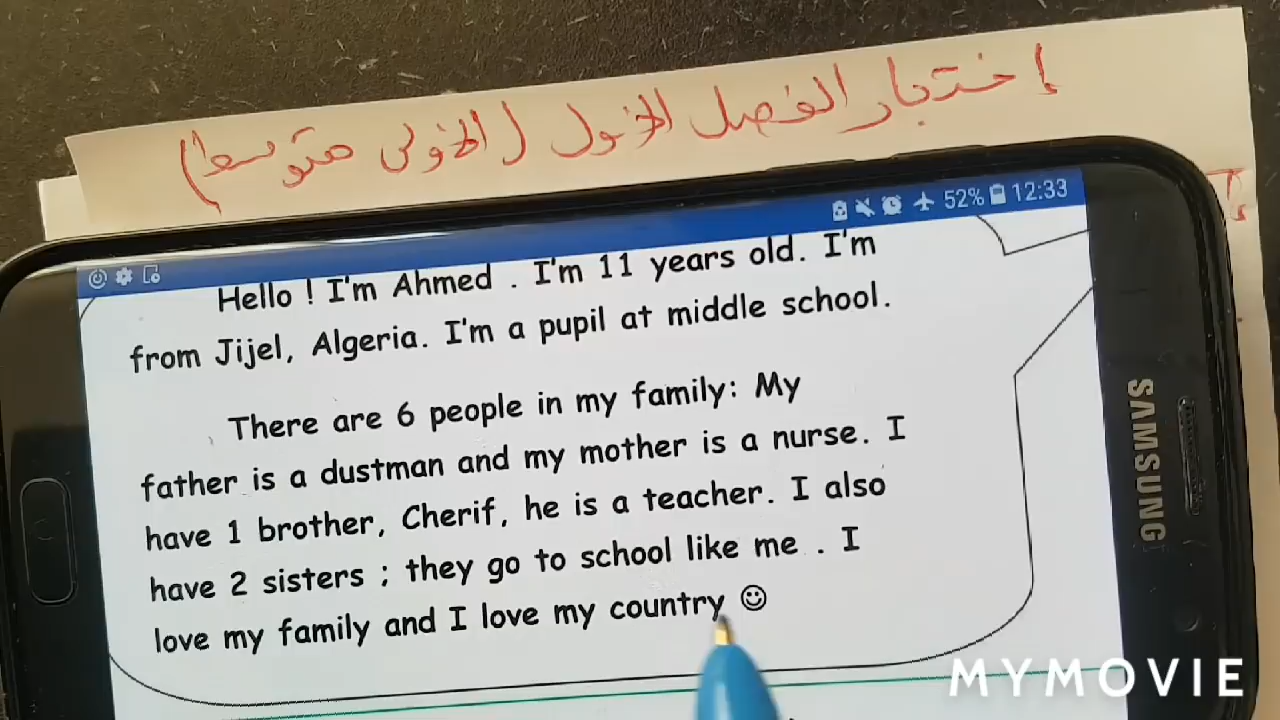 إختبار الفصل الأول (الأولى متوسط)
52% 12:33
Hello ! I'm Ahmed . I'm 11 years old. I'm
from Jijel, Algeria. I'm a pupil at middle school.
There are 6 people in my family: My
father is a dustman and my mother is a nurse. I
have 1 brother, Cherif, he is a teacher. I also
have 2 sisters ; they go to school like me . I
love my family and I love my country ☺
SAMSUNG
MYMOVIE